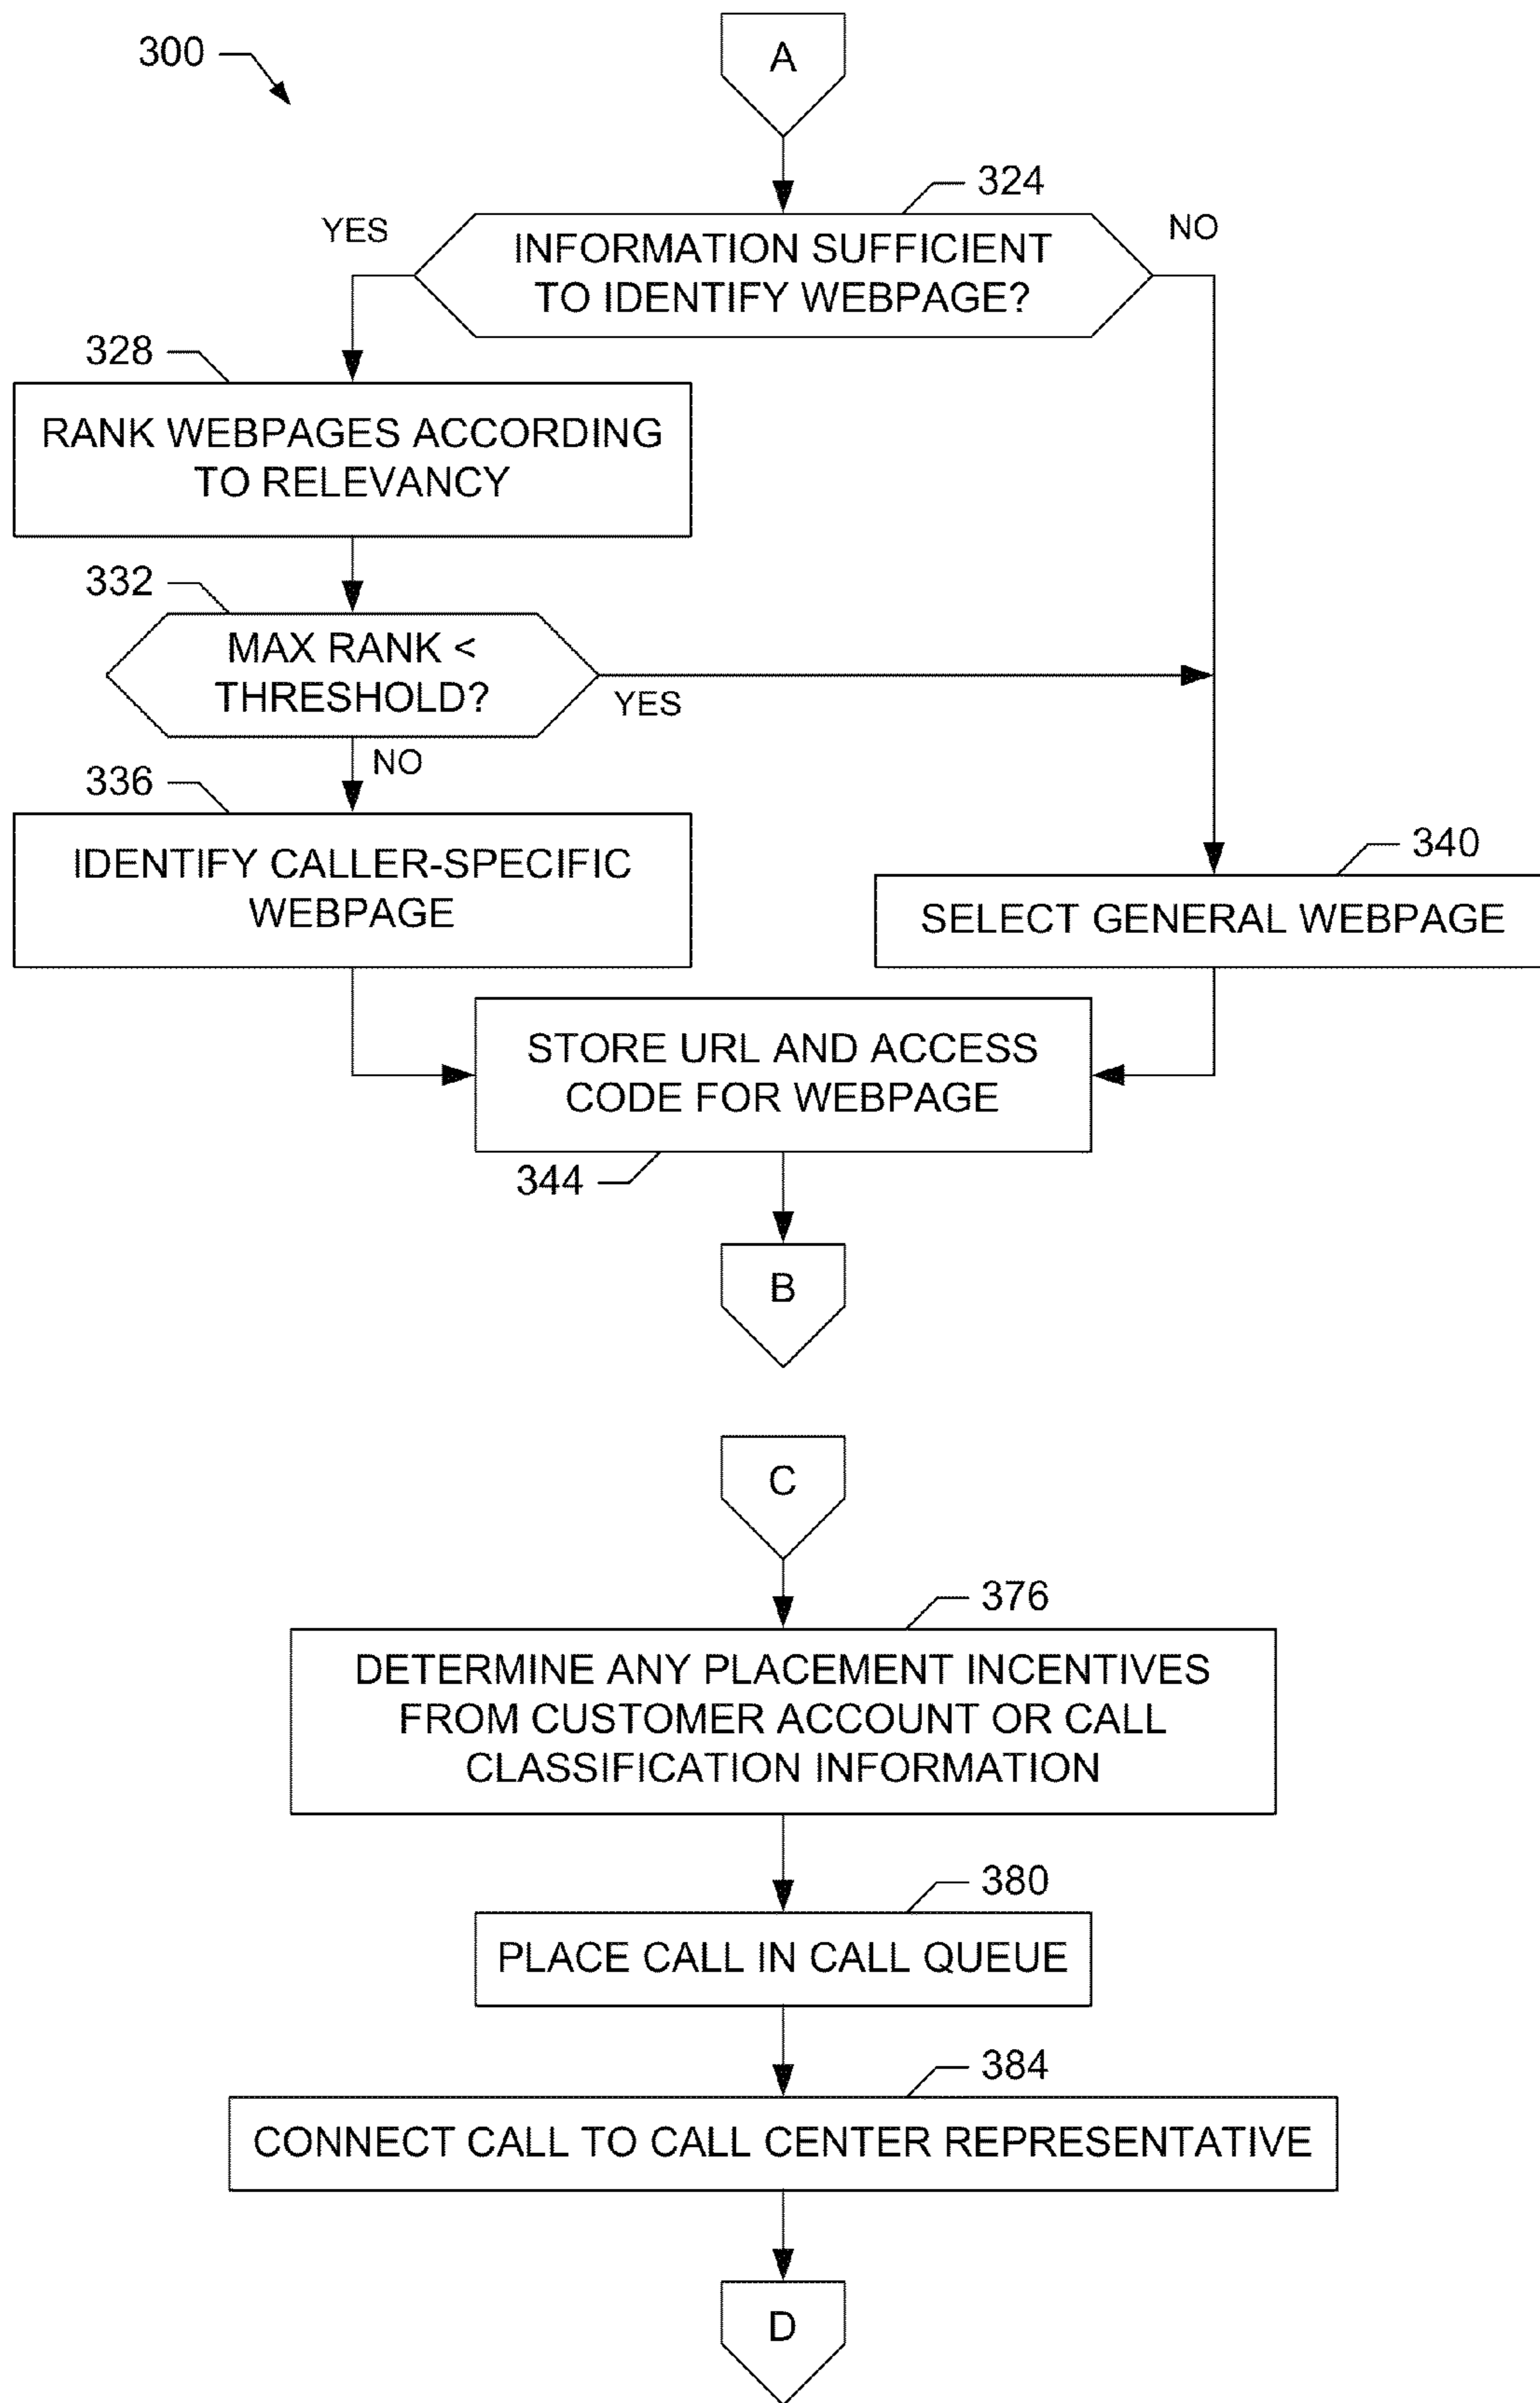 300
A
324
YES
NO
INFORMATION SUFFICIENT
TO IDENTIFY WEBPAGE?
328
RANK WEBPAGES ACCORDING
TO RELEVANCY
332
MAX RANK <
THRESHOLD?
YES
NO
336
IDENTIFY CALLER-SPECIFIC
WEBPAGE
340
SELECT GENERAL WEBPAGE
STORE URL AND ACCESS
CODE FOR WEBPAGE
344
B
C
376
DETERMINE ANY PLACEMENT INCENTIVES
FROM CUSTOMER ACCOUNT OR CALL
CLASSIFICATION INFORMATION
380
PLACE CALL IN CALL QUEUE
384
CONNECT CALL TO CALL CENTER REPRESENTATIVE
D